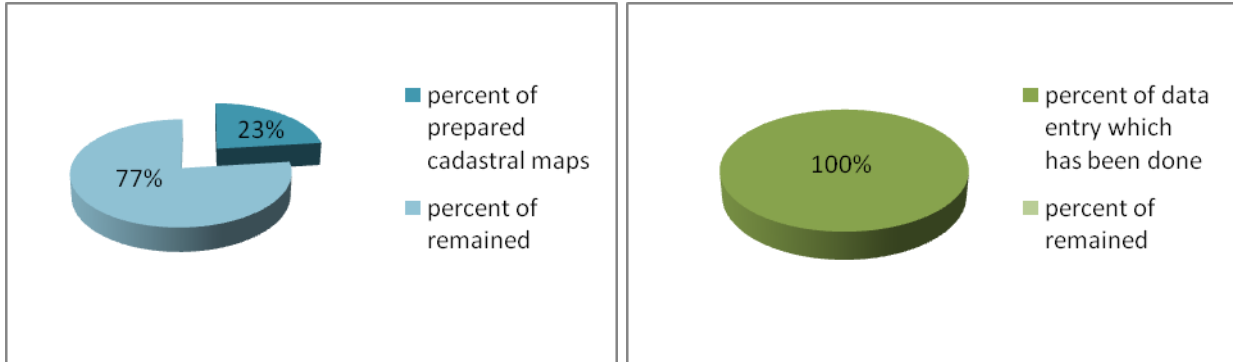 percent of
prepared
cadastral maps
percent of
remained
23%
77%
percent of data
entry which
has been done
percent of
remained
100%